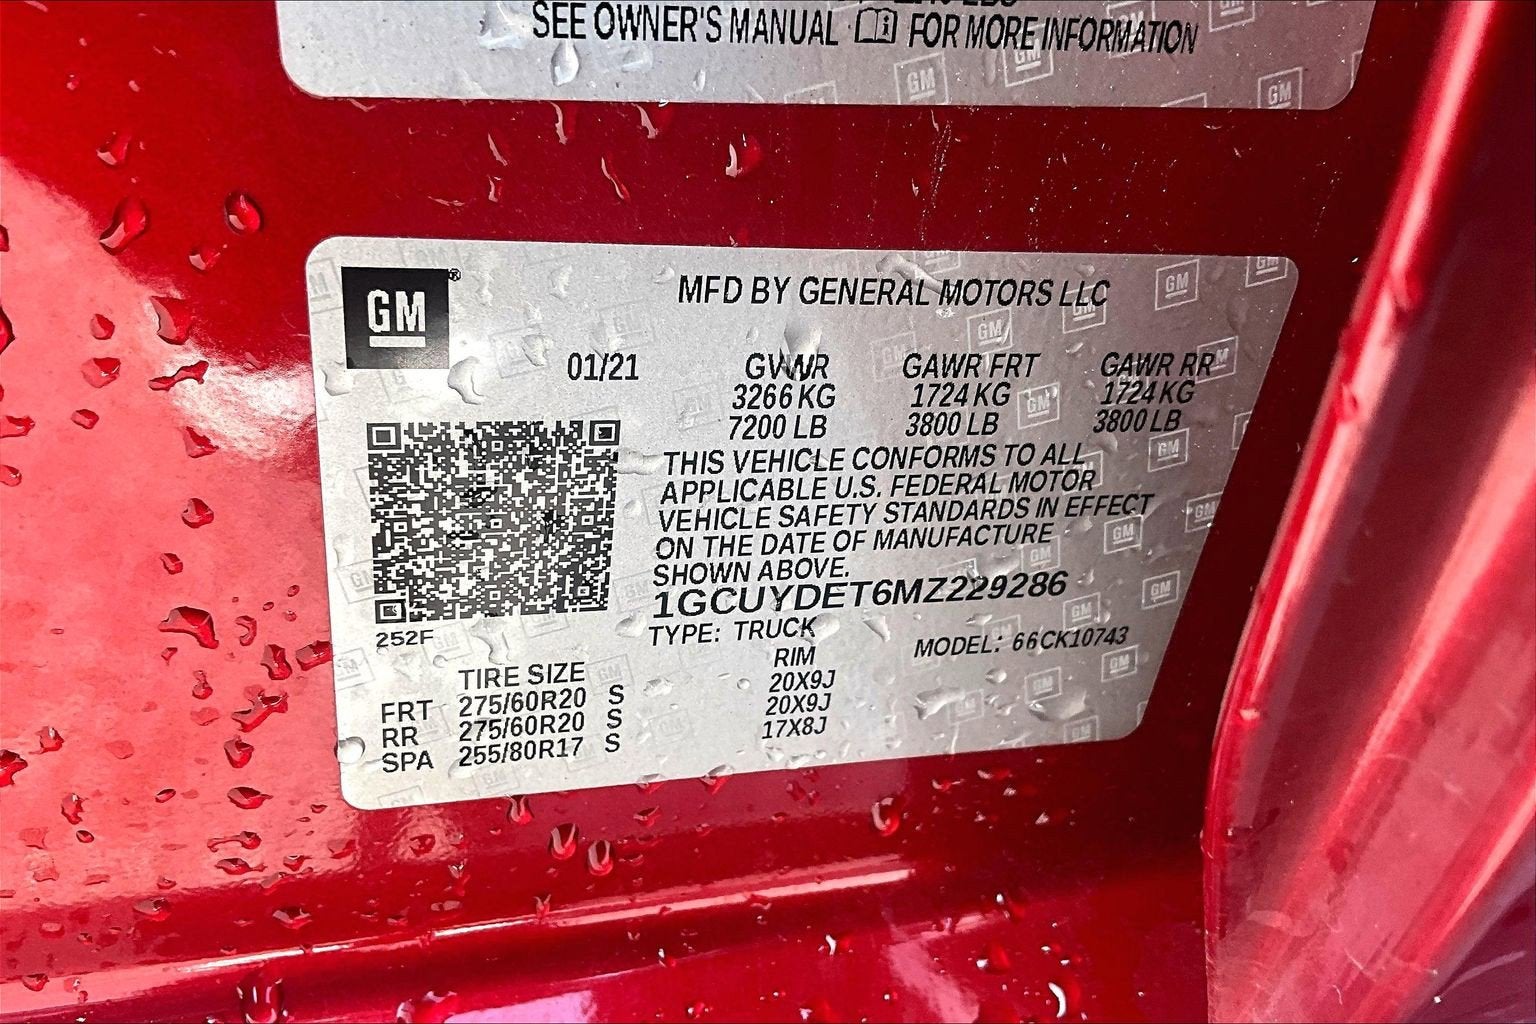 SEE OWNER'S MANUAL FOR MORE INFORMATION
GM®
MFD BY GENERAL MOTORS LLC
01/21 GVWR GAWR FRT GAWR RR
3266 KG 1724 KG 1724 KG
7200 LB 3800 LB 3800 LB
THIS VEHICLE CONFORMS TO ALL
APPLICABLE U.S. FEDERAL MOTOR
VEHICLE SAFETY STANDARDS IN EFFECT
ON THE DATE OF MANUFACTURE
SHOWN ABOVE.
1GCUYDET6MZ229286
252F
TYPE: TRUCK MODEL: 66CK10743
TIRE SIZE RIM
FRT 275/60R20 S 20X9J
RR 275/60R20 S 20X9J
SPA 255/80R17 S 17X8J